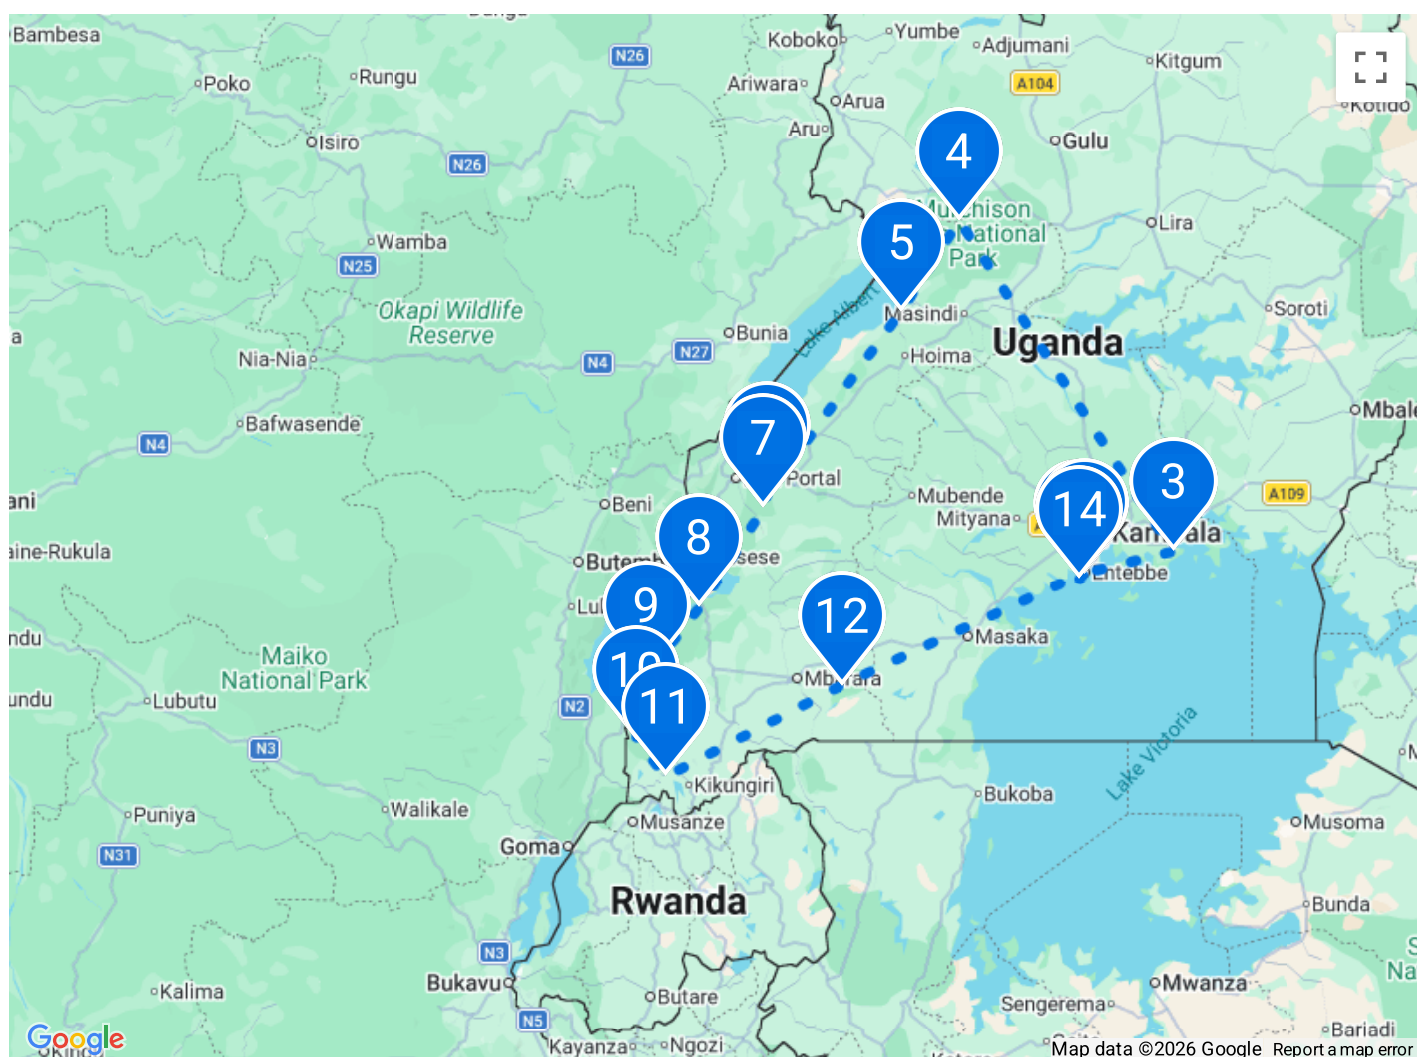 Bambesa
Koboko
Yumbe
Adjumani
N26
Kitgum
Poko
Rungu
Ariwara
A104
Arua
Kotido
Aru
Isiro
Gulu
N26
4
Murchison
National
Park
Lira
Wamba
5
N25
Okapi Wildlife
Reserve
Lake Albert
Masindi
Soroti
Bunia
Uganda
Nia-Nia
N4
N27
Hoima
Bafwasende
Mbale
N4
7
Portal
3
Beni
Mubende
A109
Mityana
14
Kampala
8
Entebbe
9
12
Masaka
Maiko
National Park
10
Mbarara
Lubutu
N2
11
N3
Lake Victoria
Kikungiri
Bukoba
Walikale
Puniya
Musanze
Musoma
Goma
N31
Rwanda
Bunda
N3
Bukavu
Mwanza
Kalima
Butare
Sengerema
N5
Bariadi
Kayanza
Ngozi
Google
Map data ©2026 Google
Report a map error